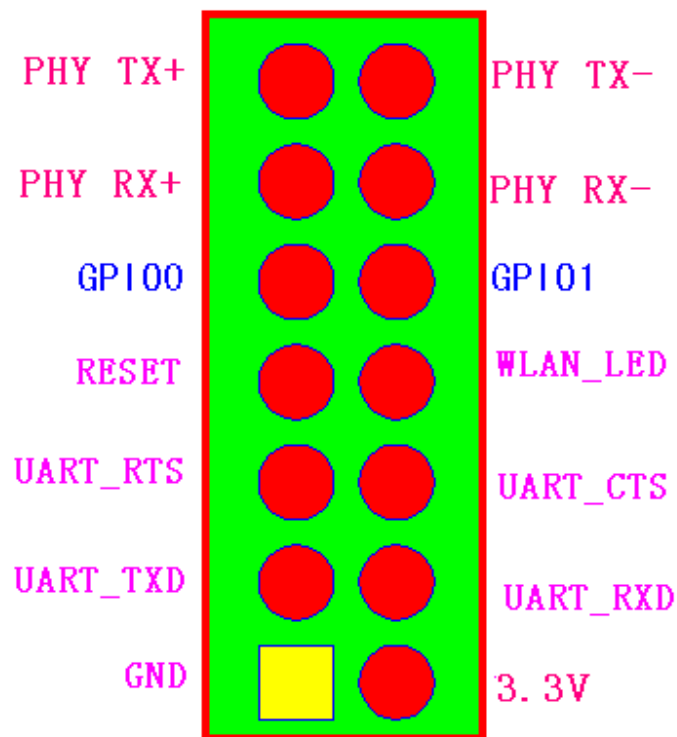 PHY TX+ PHY TX-
PHY RX+ PHY RX-
GPIO0 GPIO1
RESET WLAN_LED
UART_RTS UART_CTS
UART_TXD UART_RXD
GND 3.3V